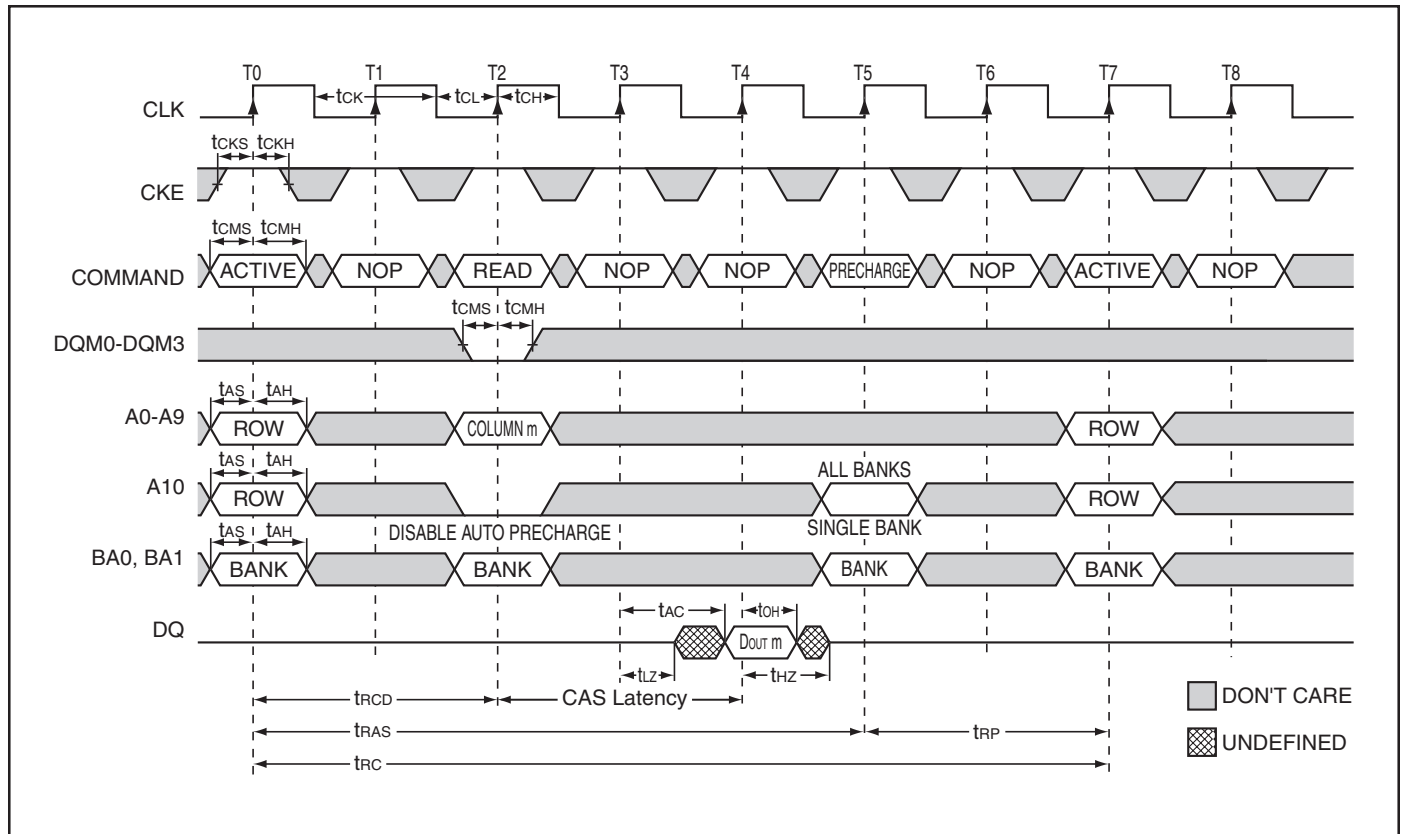 T0 T1 T2 T3 T4 T5 T6 T7 T8
CLK
tCK tCL tCH
tCKS tCKH
CKE
tCMS tCMH
COMMAND
ACTIVE NOP READ NOP NOP PRECHARGE NOP ACTIVE NOP
tCMS tCMH
DQM0-DQM3
tAS tAH
A0-A9
ROW COLUMN m ROW
tAS tAH
ALL BANKS
A10
ROW ROW
DISABLE AUTO PRECHARGE
SINGLE BANK
tAS tAH
BA0, BA1
BANK BANK BANK BANK
tAC tOH
DQ
DOUT m
tLZ tHZ
tRCD CAS Latency
DON'T CARE
tRAS tRP
UNDEFINED
tRC